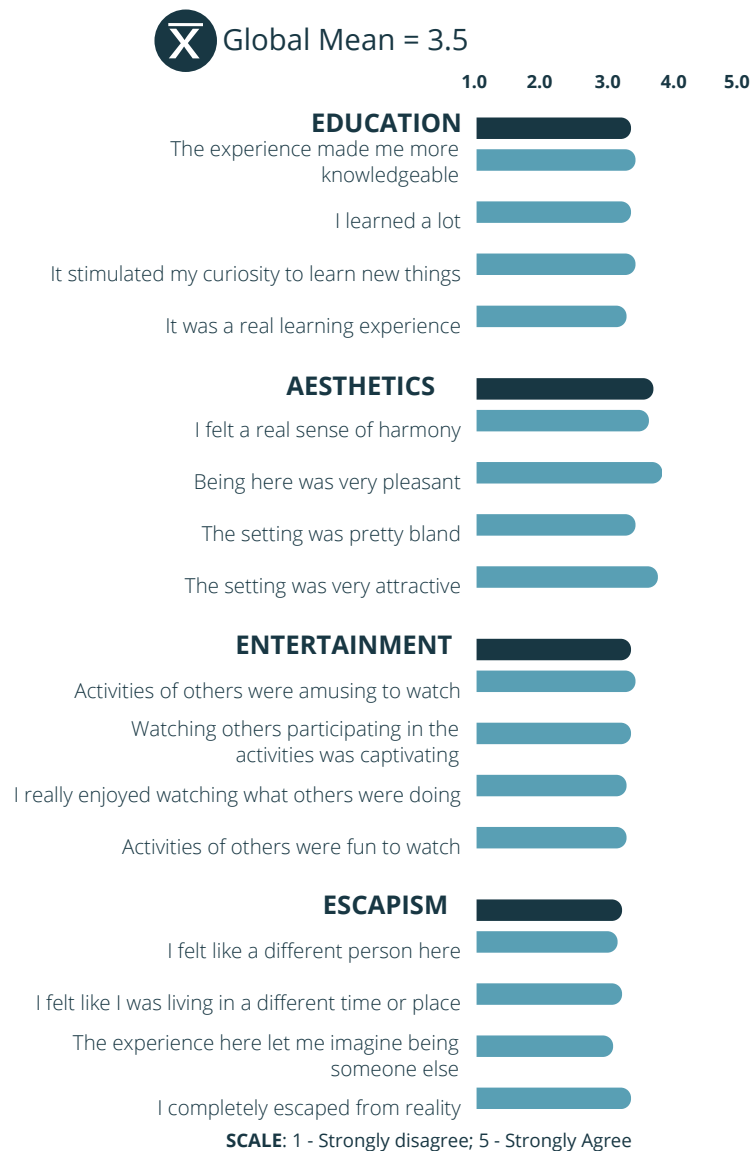 X Global Mean = 3.5
1.0 2.0 3.0 4.0 5.0
EDUCATION
The experience made me more
knowledgeable
I learned a lot
It stimulated my curiosity to learn new things
It was a real learning experience
AESTHETICS
I felt a real sense of harmony
Being here was very pleasant
The setting was pretty bland
The setting was very attractive
ENTERTAINMENT
Activities of others were amusing to watch
Watching others participating in the
activities was captivating
I really enjoyed watching what others were doing
Activities of others were fun to watch
ESCAPISM
I felt like a different person here
I felt like I was living in a different time or place
The experience here let me imagine being
someone else
I completely escaped from reality
SCALE: 1 - Strongly disagree; 5 - Strongly Agree